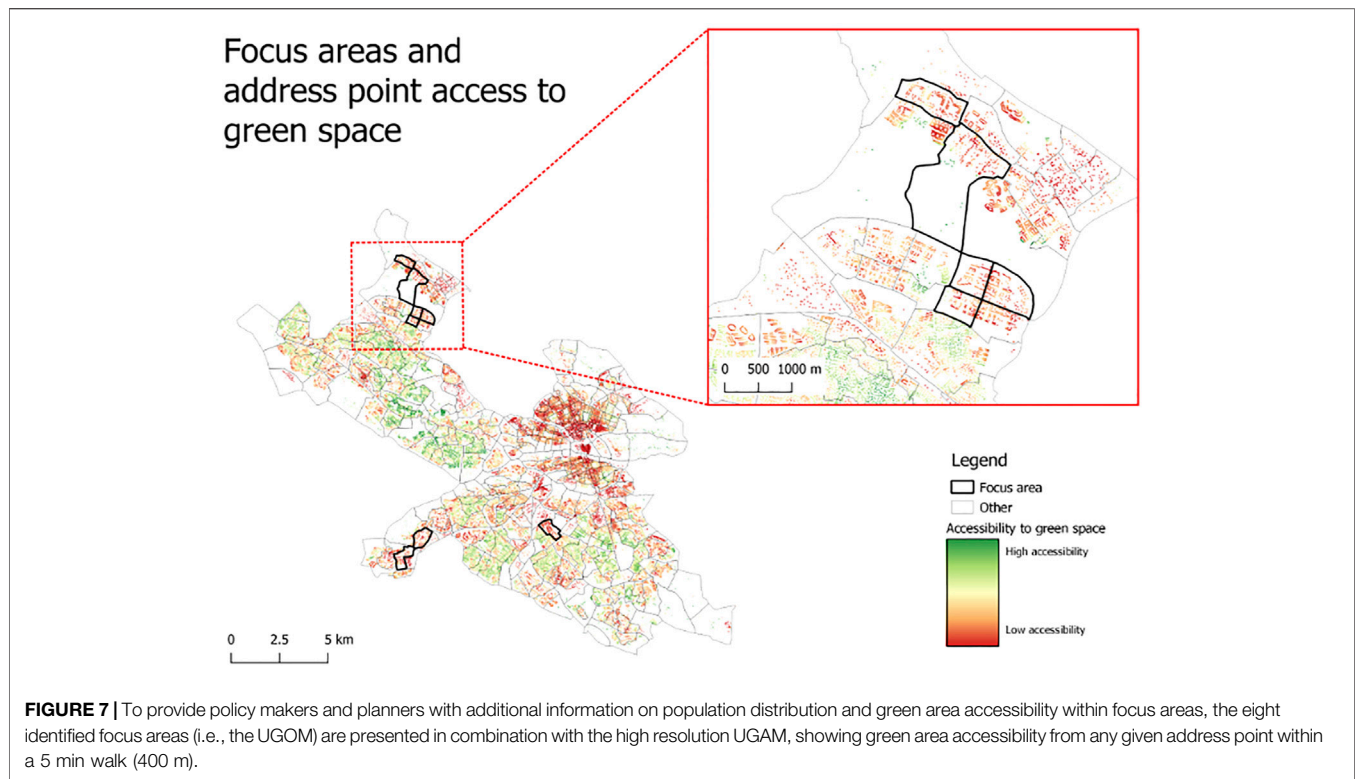 Focus areas and
address point access to
green space
0 500 1000 m
Legend
Focus area
Other
Accessibility to green space
High accessibility
Low accessibility
0 2.5 5 km
FIGURE 7 | To provide policy makers and planners with additional information on population distribution and green area accessibility within focus areas, the eight
identified focus areas (i.e., the UGOM) are presented in combination with the high resolution UGAM, showing green area accessibility from any given address point within
a 5 min walk (400 m).